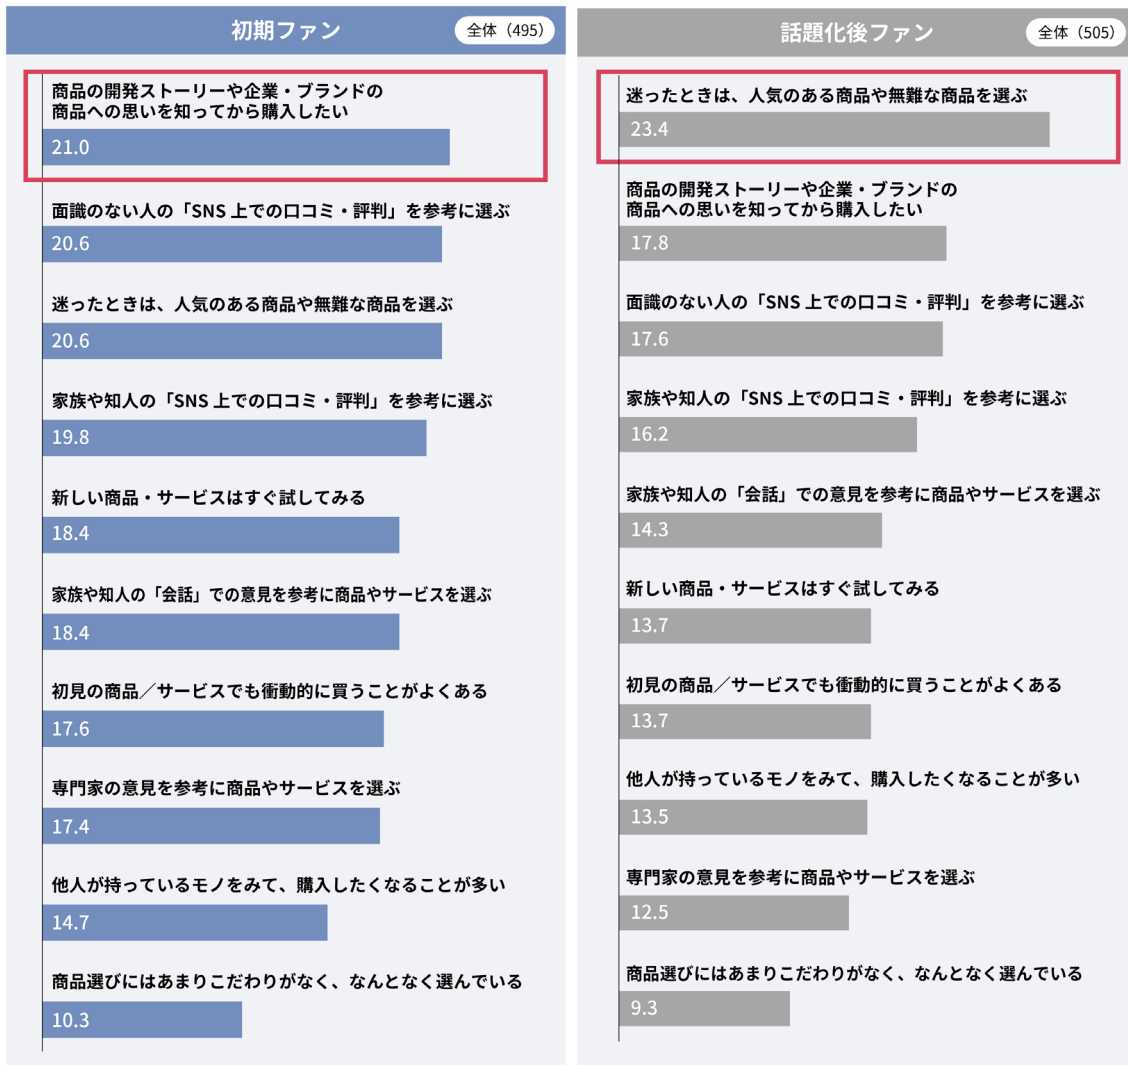 初期ファン
全体（495）
商品の開発ストーリーや企業・ブランドの
商品への思いを知ってから購入したい
21.0
面識のない人の「SNS 上での口コミ・評判」を参考に選ぶ
20.6
迷ったときは、人気のある商品や無難な商品を選ぶ
20.6
家族や知人の「SNS 上での口コミ・評判」を参考に選ぶ
19.8
新しい商品・サービスはすぐ試してみる
18.4
家族や知人の「会話」での意見を参考に商品やサービスを選ぶ
18.4
初見の商品／サービスでも衝動的に買うことがよくある
17.6
専門家の意見を参考に商品やサービスを選ぶ
17.4
他人が持っているモノをみて、購入したくなることが多い
14.7
商品選びにはあまりこだわりがなく、なんとなく選んでいる
10.3
話題化後ファン
全体（505）
迷ったときは、人気のある商品や無難な商品を選ぶ
23.4
商品の開発ストーリーや企業・ブランドの
商品への思いを知ってから購入したい
17.8
面識のない人の「SNS 上での口コミ・評判」を参考に選ぶ
17.6
家族や知人の「SNS 上での口コミ・評判」を参考に選ぶ
16.2
家族や知人の「会話」での意見を参考に商品やサービスを選ぶ
14.3
新しい商品・サービスはすぐ試してみる
13.7
初見の商品／サービスでも衝動的に買うことがよくある
13.7
他人が持っているモノをみて、購入したくなることが多い
13.5
専門家の意見を参考に商品やサービスを選ぶ
12.5
商品選びにはあまりこだわりがなく、なんとなく選んでいる
9.3